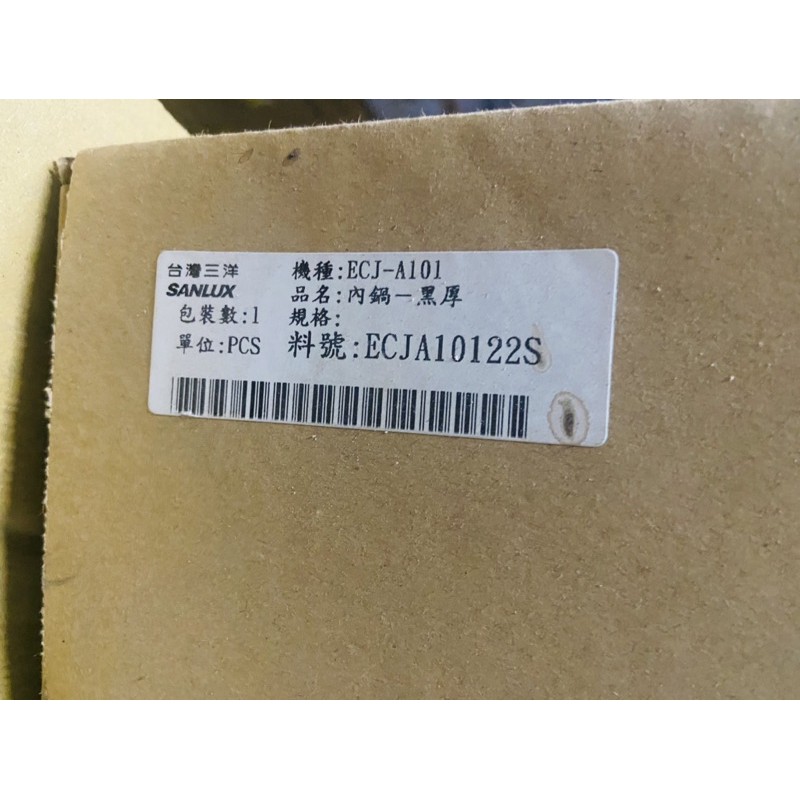 台灣三洋
SANLUX
包裝數:1
單位:PCS
機種:ECJ-A101
品名:內鍋－黑厚
規格:
料號:ECJA10122S